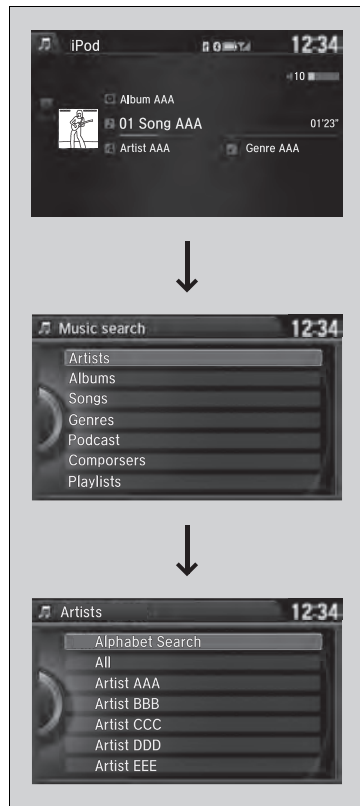 iPod
12:34
10
Album AAA
01 Song AAA
01'23"
Artist AAA
Genre AAA
Music search
12:34
Artists
Albums
Songs
Genres
Podcast
Comporsers
Playlists
Artists
12:34
Alphabet Search
All
Artist AAA
Artist BBB
Artist CCC
Artist DDD
Artist EEE